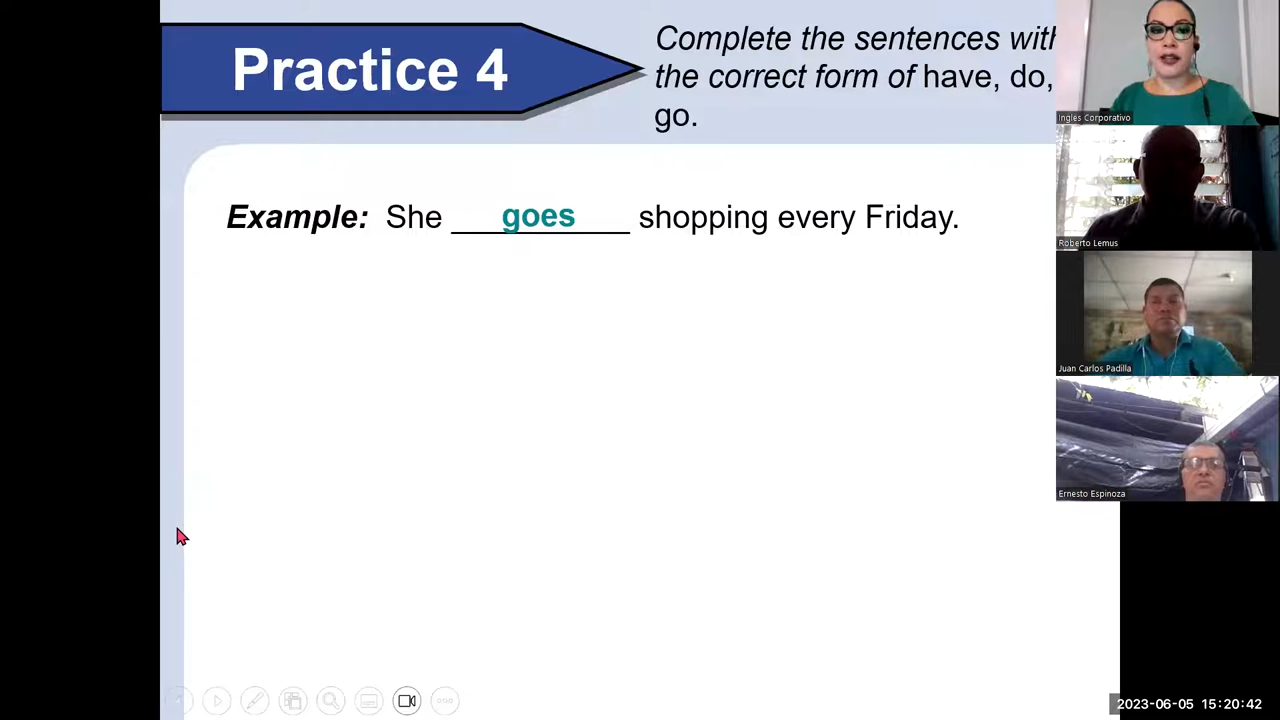 Practice 4
Complete the sentences with
the correct form of have, do,
go.
Example: She goes shopping every Friday.
Ingles Corporativo
Roberto Lemus
Juan Carlos Padilla
Ernesto Espinoza
2023-06-05 15:20:42